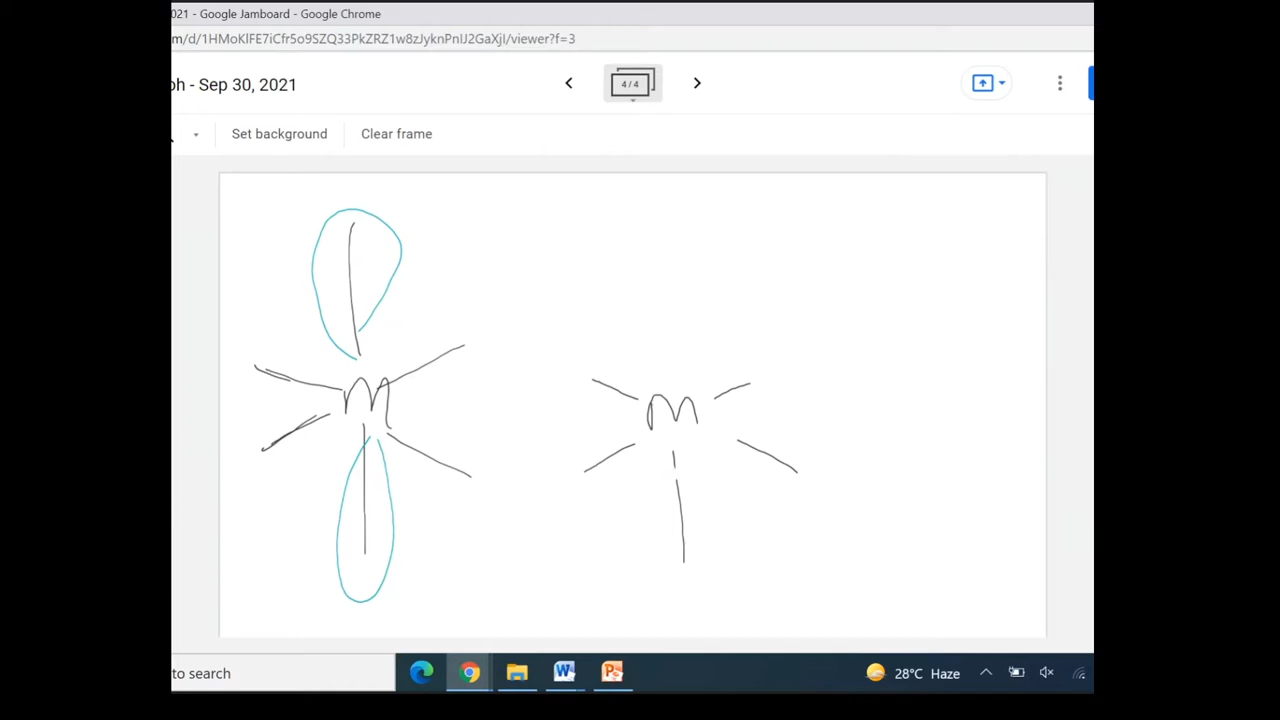 021 - Google Jamboard - Google Chrome
m/d/1HMoKlFE7iCfr5o9SZQ33PkZRZ1w8zJyknPnIJ2GaXjI/viewer?f=3
ph - Sep 30, 2021
4 / 4
Set background
Clear frame
m
m
to search
28°C Haze